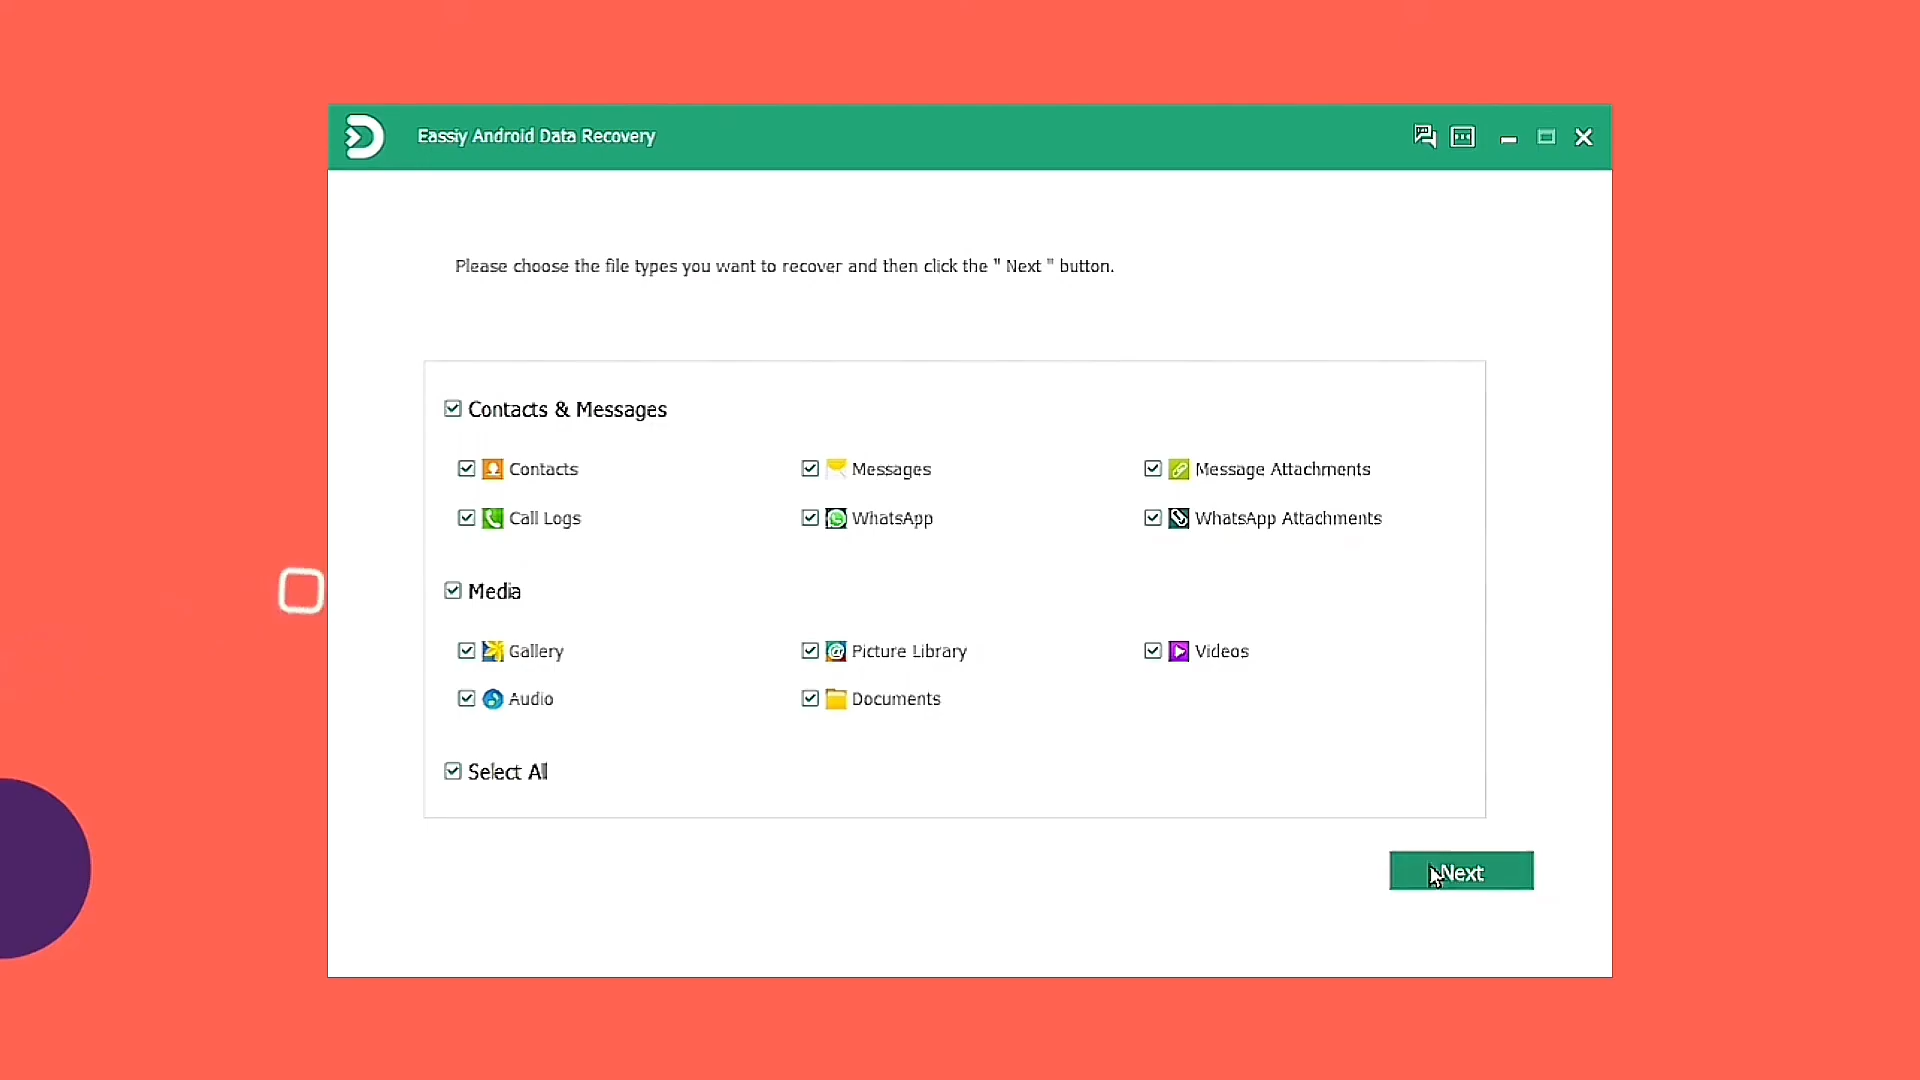 Eassiy Android Data Recovery
Please choose the file types you want to recover and then click the " Next " button.
Contacts & Messages
Contacts Messages Message Attachments
Call Logs WhatsApp WhatsApp Attachments
Media
Gallery Picture Library Videos
Audio Documents
Select All
Next